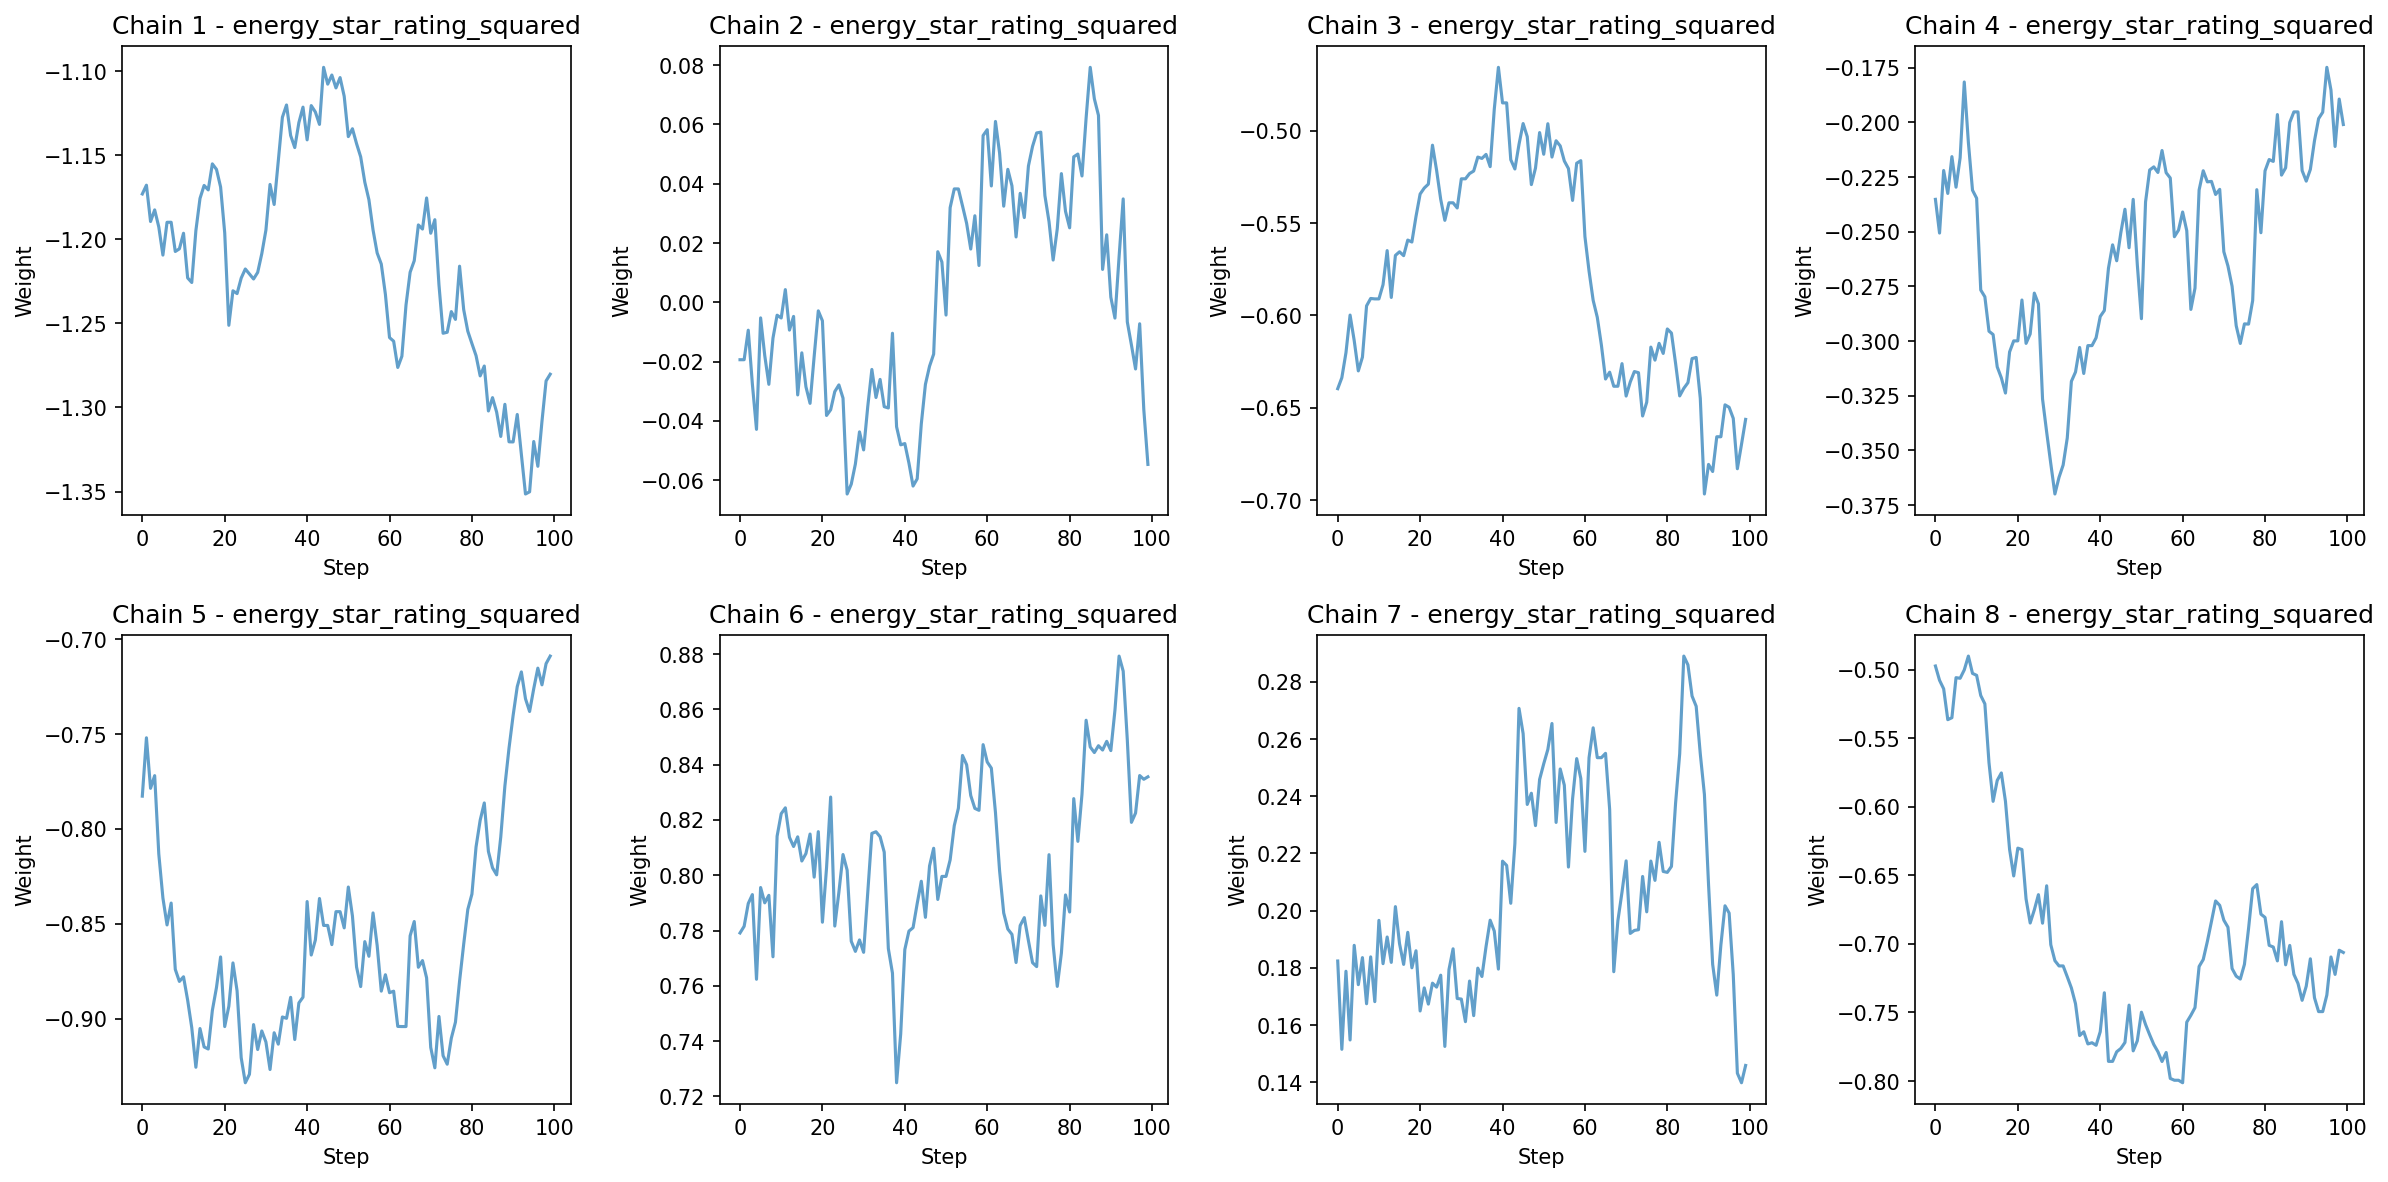 Chain 1 - energy_star_rating_squared
Weight
−1.10
−1.15
−1.20
−1.25
−1.30
−1.35
0 20 40 60 80 100
Step
Chain 2 - energy_star_rating_squared
Weight
0.08
0.06
0.04
0.02
0.00
−0.02
−0.04
−0.06
0 20 40 60 80 100
Step
Chain 3 - energy_star_rating_squared
Weight
−0.50
−0.55
−0.60
−0.65
−0.70
0 20 40 60 80 100
Step
Chain 4 - energy_star_rating_squared
Weight
−0.175
−0.200
−0.225
−0.250
−0.275
−0.300
−0.325
−0.350
−0.375
0 20 40 60 80 100
Step
Chain 5 - energy_star_rating_squared
Weight
−0.70
−0.75
−0.80
−0.85
−0.90
0 20 40 60 80 100
Step
Chain 6 - energy_star_rating_squared
Weight
0.88
0.86
0.84
0.82
0.80
0.78
0.76
0.74
0.72
0 20 40 60 80 100
Step
Chain 7 - energy_star_rating_squared
Weight
0.28
0.26
0.24
0.22
0.20
0.18
0.16
0.14
0 20 40 60 80 100
Step
Chain 8 - energy_star_rating_squared
Weight
−0.50
−0.55
−0.60
−0.65
−0.70
−0.75
−0.80
0 20 40 60 80 100
Step